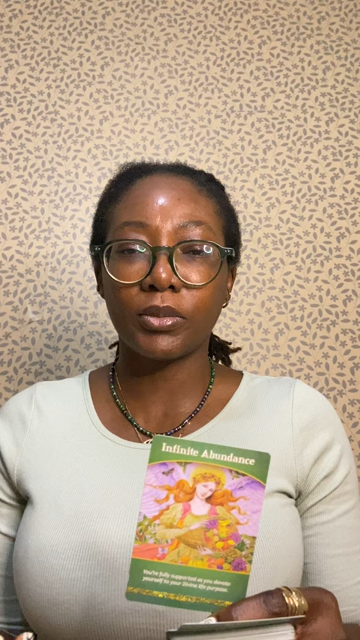 Infinite Abundance
You're fully supported as you devote
yourself to your Divine life purpose.